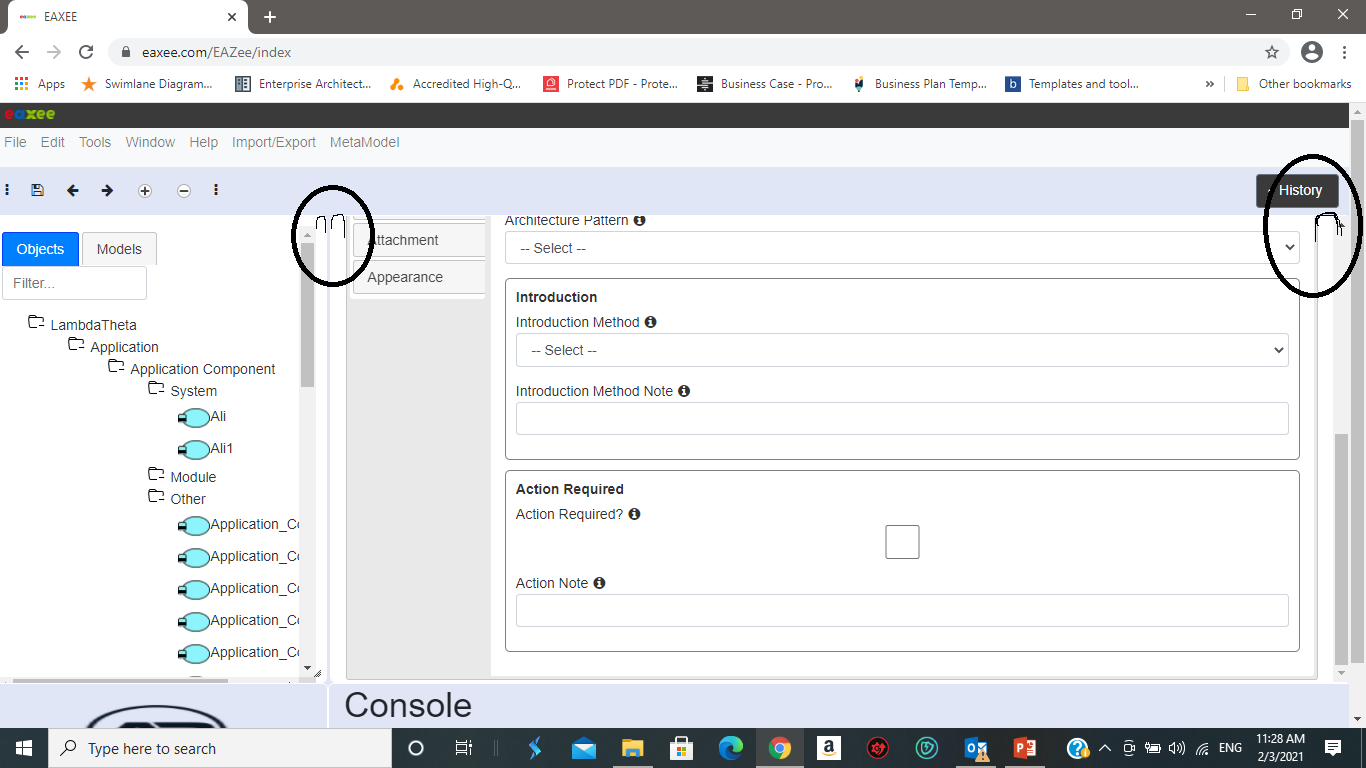 EAXEE
eaxee.com/EAZee/index
Apps Swimlane Diagram... Enterprise Architect... Accredited High-Q... Protect PDF - Prote... Business Case - Pro... Business Plan Temp... Templates and tool... » Other bookmarks
eaxee
File Edit Tools Window Help Import/Export MetaModel
History
Objects Models
Filter...
LambdaTheta
Application
Application Component
System
Ali
Ali1
Module
Other
Application_Co
Application_Co
Application_Co
Application_Co
Application_Co
Attachment
Appearance
Architecture Pattern
-- Select --
Introduction
Introduction Method
-- Select --
Introduction Method Note
Action Required
Action Required?
Action Note
Console
Type here to search
ENG
11:28 AM
2/3/2021